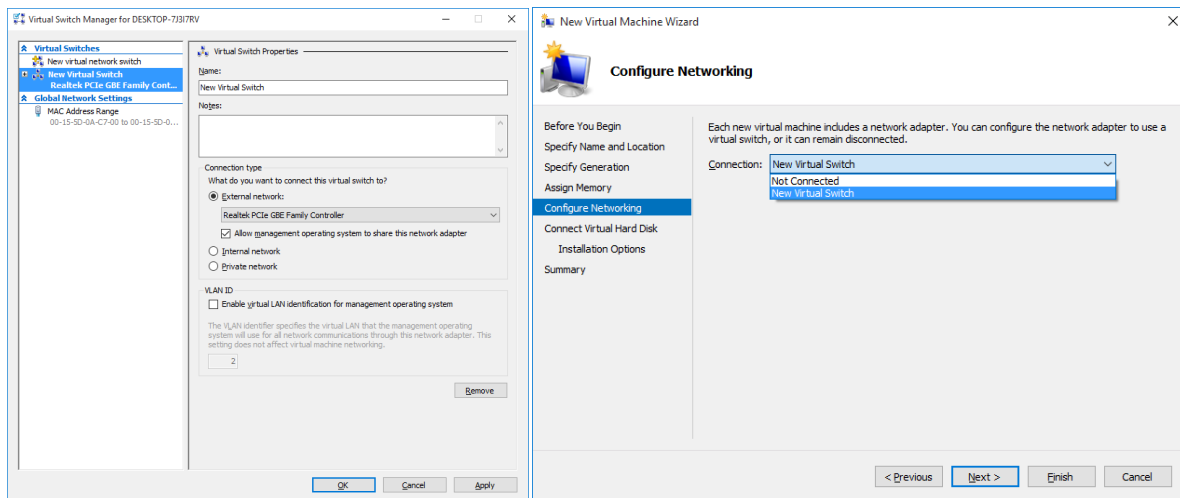 Virtual Switch Manager for DESKTOP-7J3I7RV
Virtual Switches
New virtual network switch
New Virtual Switch
Realtek PCIe GBE Family Cont...
Global Network Settings
MAC Address Range
00-15-5D-0A-C7-00 to 00-15-5D-0...
Virtual Switch Properties
Name:
New Virtual Switch
Notes:
Connection type
What do you want to connect this virtual switch to?
External network:
Realtek PCIe GBE Family Controller
Allow management operating system to share this network adapter
Internal network
Private network
VLAN ID
Enable virtual LAN identification for management operating system
The VLAN identifier specifies the virtual LAN that the management operating
system will use for all network communications through this network adapter. This
setting does not affect virtual machine networking.
2
Remove
OK
Cancel
Apply
New Virtual Machine Wizard
Configure Networking
Before You Begin
Specify Name and Location
Specify Generation
Assign Memory
Configure Networking
Connect Virtual Hard Disk
Installation Options
Summary
Each new virtual machine includes a network adapter. You can configure the network adapter to use a
virtual switch, or it can remain disconnected.
Connection:
New Virtual Switch
Not Connected
New Virtual Switch
< Previous
Next >
Finish
Cancel